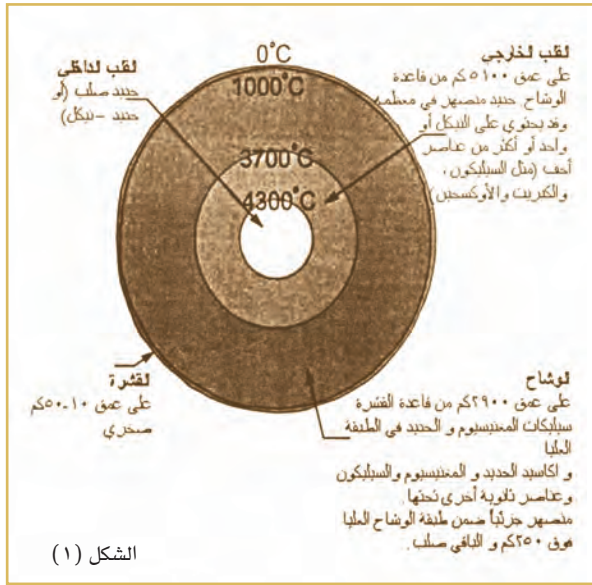 0°C
1000°C
3700°C
4300°C
لقب لخارجي
على عمق ٥١٠٠ كم من قاعدة
الوشاح. حديد منصهر في معظمه
وقد يحتوي على النيكل أو
واحد أو أكثر من عناصر
أخف (مثل السيليكون ،
والكبريت والأوكسجين)
لقب لداخلي
حديد صلب (أو
حديد -نيكل)
لقشرة
على عمق ١٠-٥٠كم
صخري
لوشاح
على عمق ٢٩٠٠كم من قاعدة القشرة
سيليكات المغنيسيوم و الحديد في الطبقة
العليا
و اكاسيد الحديد و المغنيسيوم والسيليكون
وعناصر ثانوية أخرى تحتها.
منصهر جزئياً ضمن طبقة الوشاح العليا
فوق ٢٥٠كم و الباقي صلب.
الشكل (١)